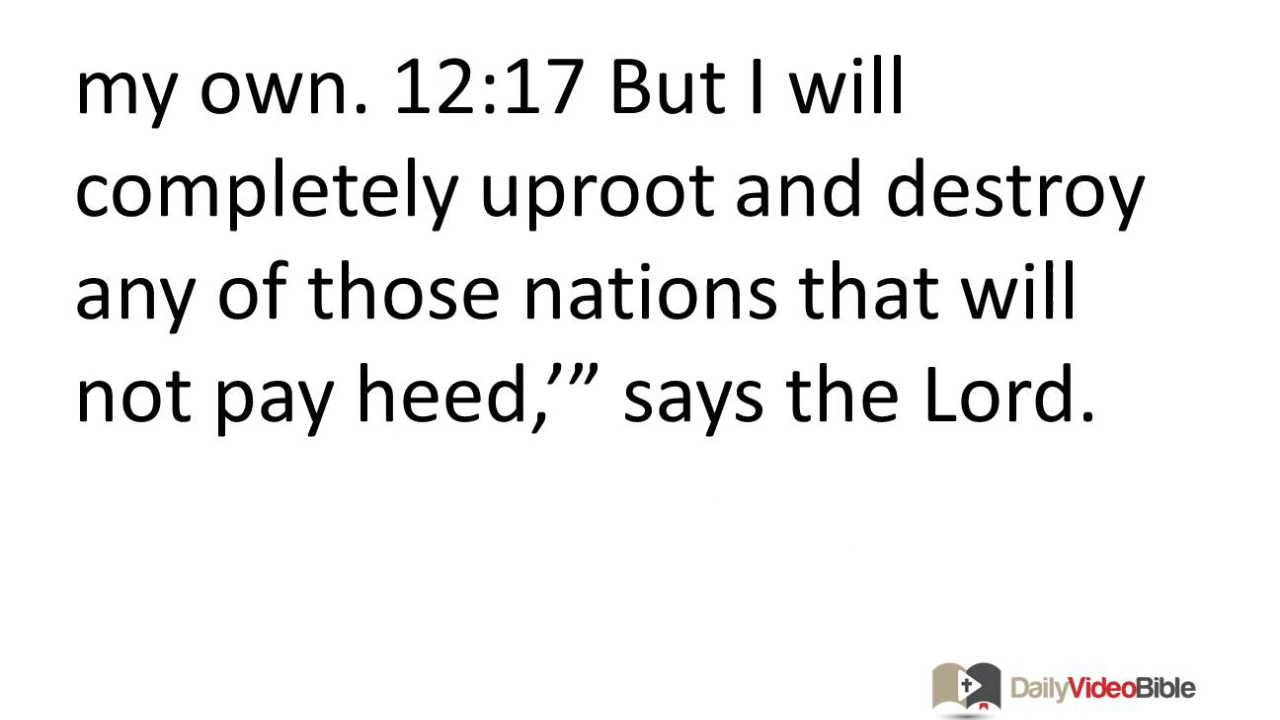 my own. 12:17 But I will
completely uproot and destroy
any of those nations that will
not pay heed,’” says the Lord.
DailyVideoBible